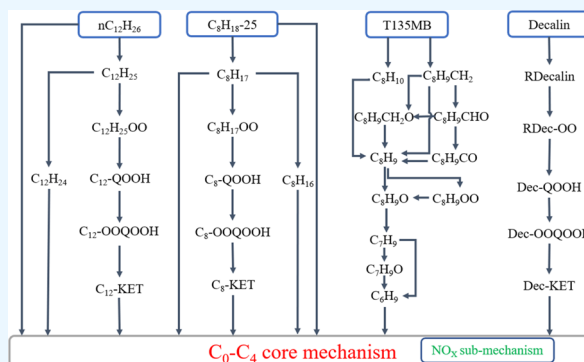 nC₁₂H₂₆
C₈H₁₈-25
T135MB
Decalin
C₁₂H₂₅
C₈H₁₇
C₈H₁₀
C₈H₉CH₂
RDecalin
C₁₂H₂₅OO
C₈H₁₇OO
C₈H₉CH₂O
C₈H₉CHO
RDec-OO
C₈H₉
C₈H₉CO
C₁₂H₂₄
C₁₂-QOOH
C₈-QOOH
C₈H₁₆
C₈H₉O
C₈H₉OO
Dec-QOOH
C₁₂-OOQOOH
C₈-OOQOOH
C₇H₉
Dec-OOQOOH
C₇H₉O
C₁₂-KET
C₈-KET
C₆H₉
Dec-KET
C₀-C₄ core mechanism
NOₓ sub-mechanism